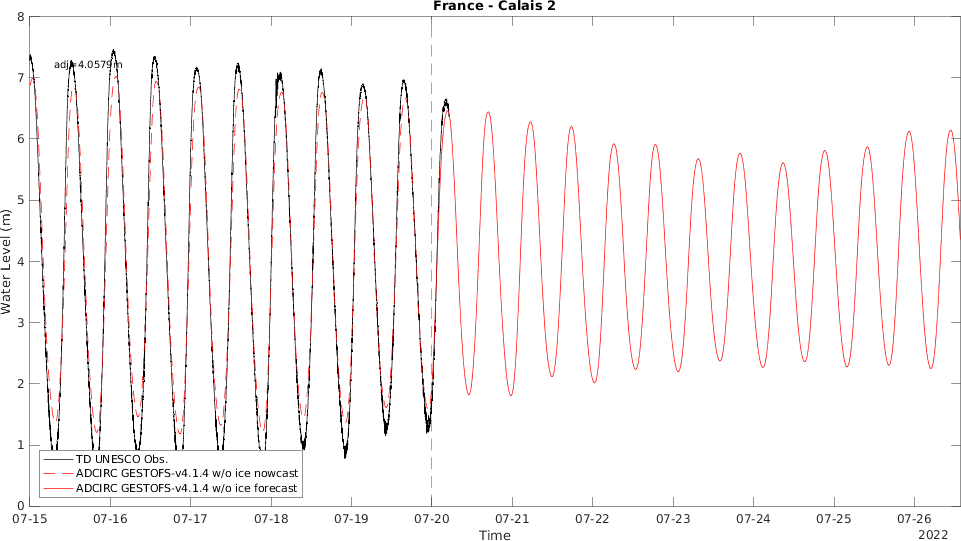 France - Calais 2
8
7
6
5
4
3
2
1
0
Water Level (m)
adj=4.0579m
TD UNESCO Obs.
ADCIRC GESTOFS-v4.1.4 w/o ice nowcast
ADCIRC GESTOFS-v4.1.4 w/o ice forecast
07-15 07-16 07-17 07-18 07-19 07-20 07-21 07-22 07-23 07-24 07-25 07-26
Time
2022